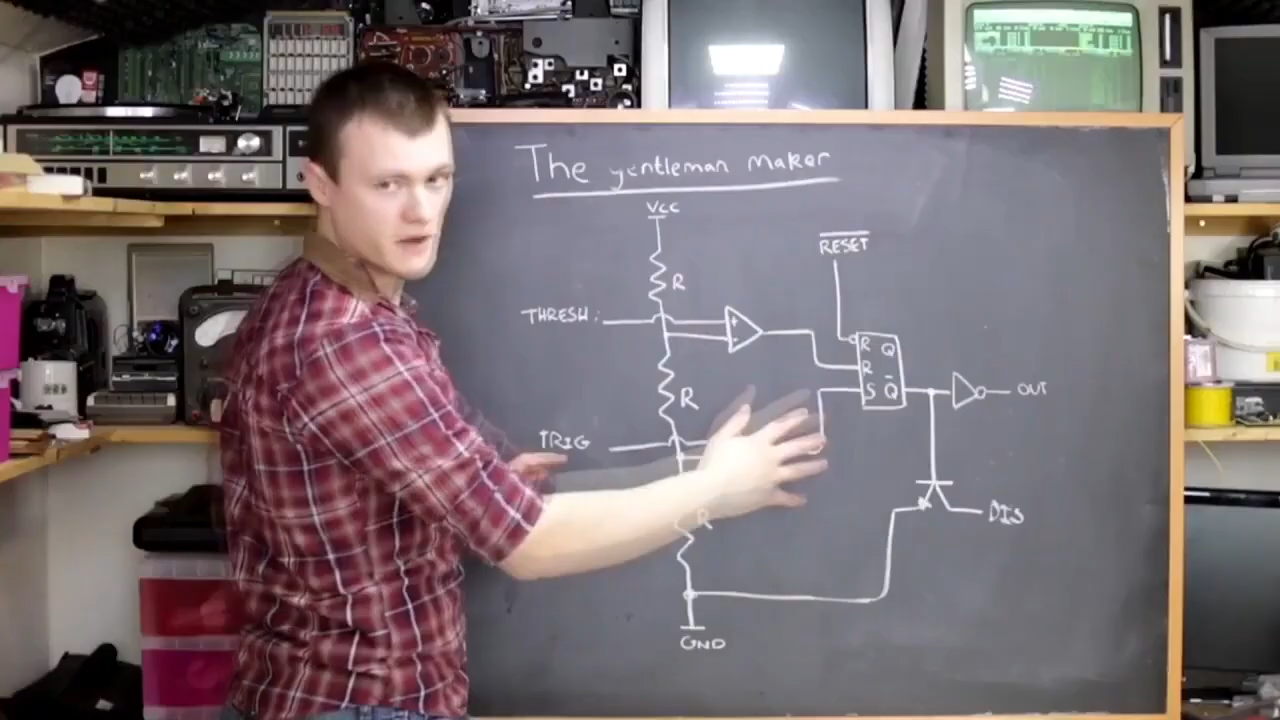 The gentleman maker
VCC
RESET
R
THRESH
+
-
R Q
R
S Q̅
R
OUT
TRIG
R
DIS
GND